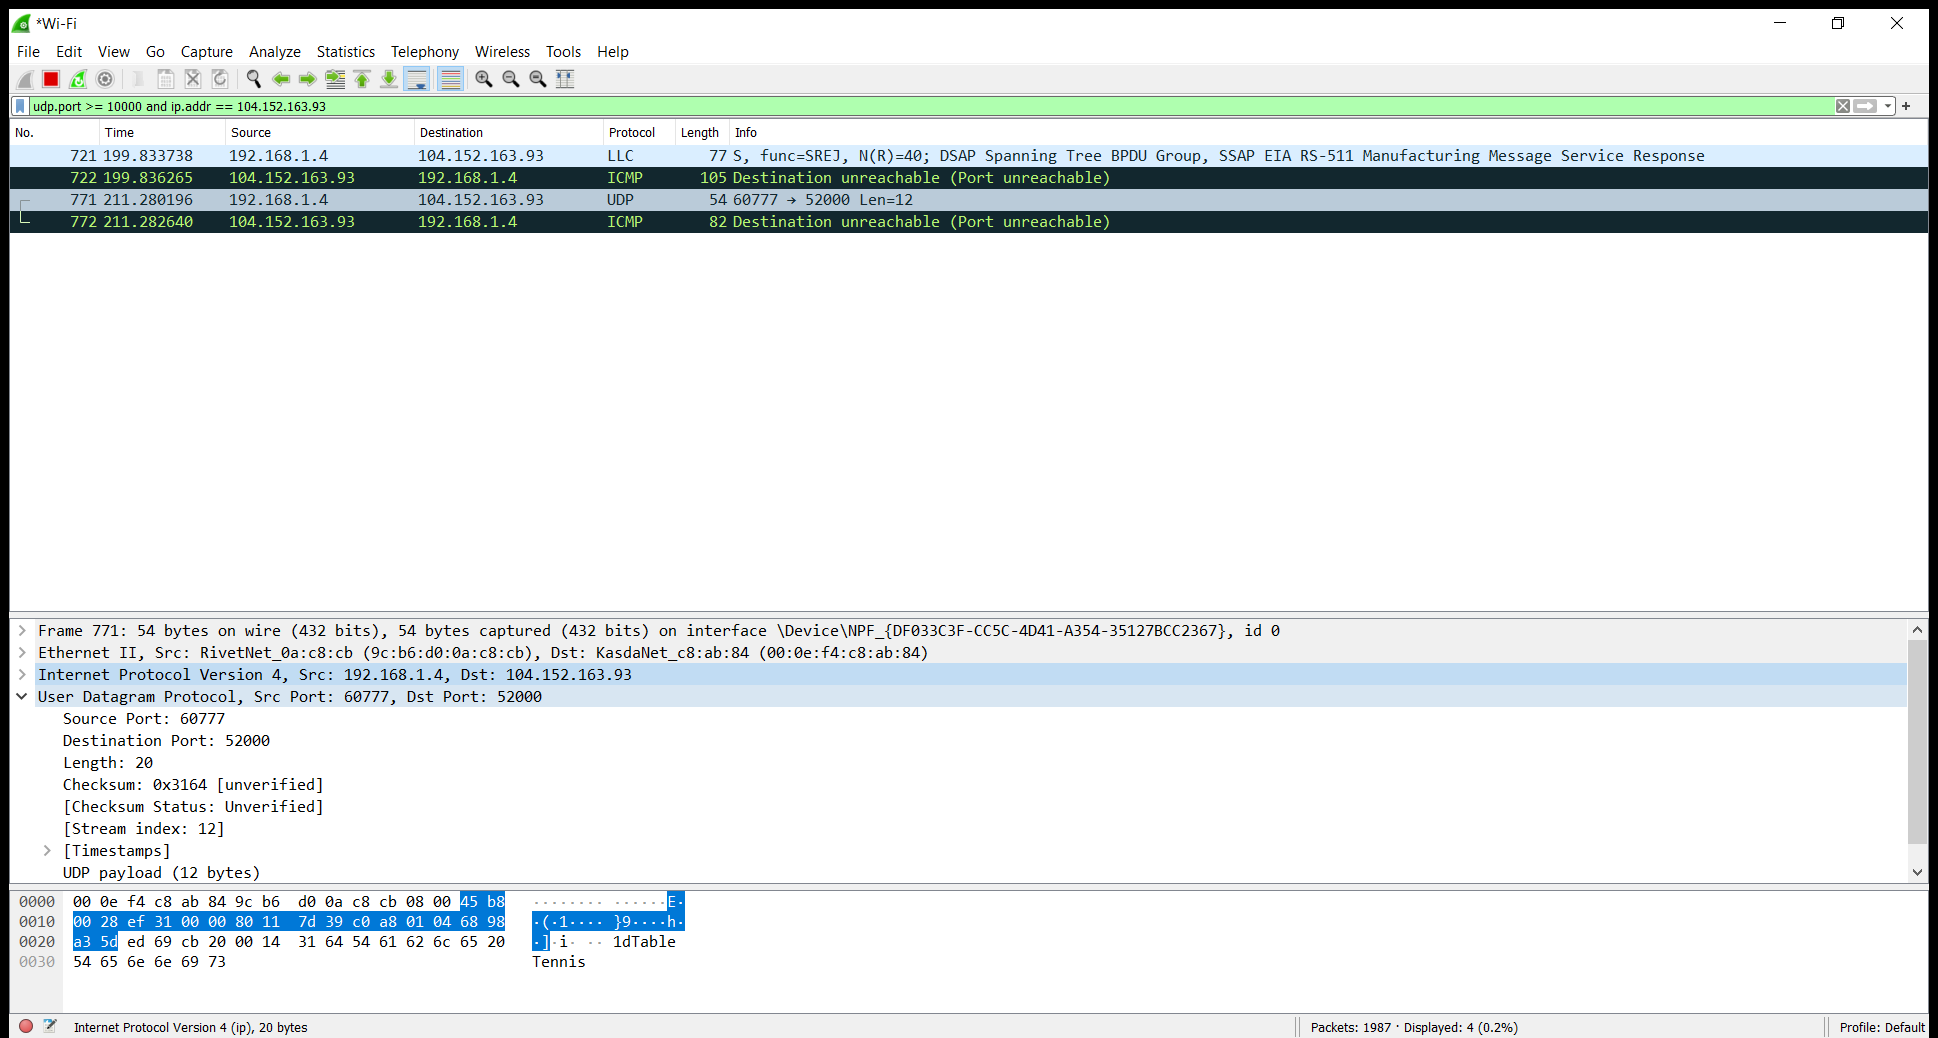 *Wi-Fi
File Edit View Go Capture Analyze Statistics Telephony Wireless Tools Help
udp.port >= 10000 and ip.addr == 104.152.163.93
No. Time Source Destination Protocol Length Info
721 199.833738 192.168.1.4 104.152.163.93 LLC 77 S, func=SREJ, N(R)=40; DSAP Spanning Tree BPDU Group, SSAP EIA RS-511 Manufacturing Message Service Response
722 199.836265 104.152.163.93 192.168.1.4 ICMP 105 Destination unreachable (Port unreachable)
771 211.280196 192.168.1.4 104.152.163.93 UDP 54 60777 → 52000 Len=12
772 211.282640 104.152.163.93 192.168.1.4 ICMP 82 Destination unreachable (Port unreachable)
Frame 771: 54 bytes on wire (432 bits), 54 bytes captured (432 bits) on interface \Device\NPF_{DF033C3F-CC5C-4D41-A354-35127BCC2367}, id 0
Ethernet II, Src: RivetNet_0a:c8:cb (9c:b6:d0:0a:c8:cb), Dst: KasdaNet_c8:ab:84 (00:0e:f4:c8:ab:84)
Internet Protocol Version 4, Src: 192.168.1.4, Dst: 104.152.163.93
User Datagram Protocol, Src Port: 60777, Dst Port: 52000
Source Port: 60777
Destination Port: 52000
Length: 20
Checksum: 0x3164 [unverified]
[Checksum Status: Unverified]
[Stream index: 12]
[Timestamps]
UDP payload (12 bytes)
0000 00 0e f4 c8 ab 84 9c b6 d0 0a c8 cb 08 00 45 b8 ········ ······E·
0010 00 28 ef 31 00 00 80 11 7d 39 c0 a8 01 04 68 98 ·(·1···· }9····h·
0020 a3 5d ed 69 cb 20 00 14 31 64 54 61 62 6c 65 20 ·]·i· ·· 1dTable
0030 54 65 6e 6e 69 73 Tennis
Internet Protocol Version 4 (ip), 20 bytes Packets: 1987 · Displayed: 4 (0.2%) Profile: Default